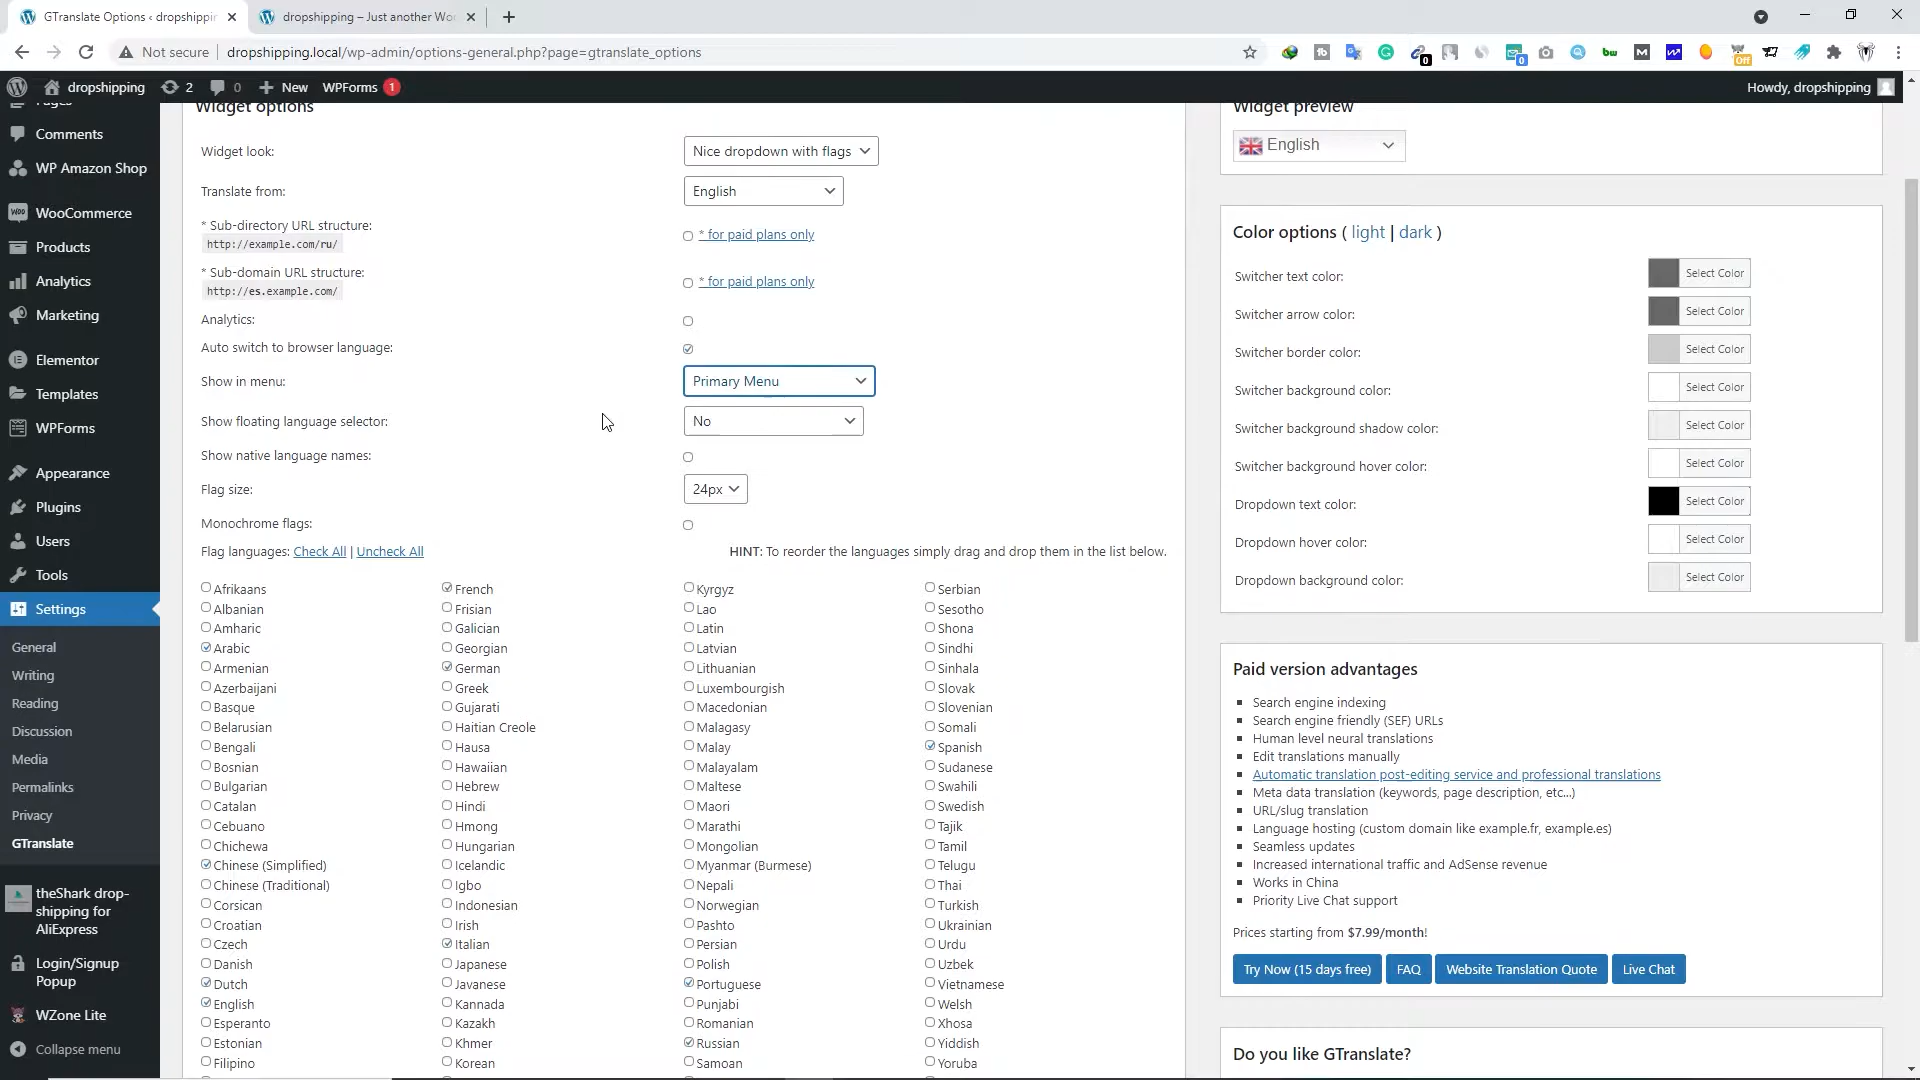 GTranslate Options ‹ dropshippin
dropshipping – Just another Wor
Not secure
dropshipping.local/wp-admin/options-general.php?page=gtranslate_options
0
0
bw
M
Off
dropshipping
2
0
New
WPForms
1
Howdy, dropshipping
Pages
Comments
WP Amazon Shop
WooCommerce
Products
Analytics
Marketing
Elementor
Templates
WPForms
Appearance
Plugins
Users
Tools
Settings
General
Writing
Reading
Discussion
Media
Permalinks
Privacy
GTranslate
theShark drop-
shipping for
AliExpress
Login/Signup
Popup
WZone Lite
Collapse menu
Widget options
Widget look:
Nice dropdown with flags
Translate from:
English
* Sub-directory URL structure:
http://example.com/ru/
* for paid plans only
* Sub-domain URL structure:
http://es.example.com/
* for paid plans only
Analytics:
Auto switch to browser language:
Show in menu:
Primary Menu
Show floating language selector:
No
Show native language names:
Flag size:
24px
Monochrome flags:
Flag languages: Check All | Uncheck All
HINT: To reorder the languages simply drag and drop them in the list below.
Afrikaans
Albanian
Amharic
Arabic
Armenian
Azerbaijani
Basque
Belarusian
Bengali
Bosnian
Bulgarian
Catalan
Cebuano
Chichewa
Chinese (Simplified)
Chinese (Traditional)
Corsican
Croatian
Czech
Danish
Dutch
English
Esperanto
Estonian
Filipino
French
Frisian
Galician
Georgian
German
Greek
Gujarati
Haitian Creole
Hausa
Hawaiian
Hebrew
Hindi
Hmong
Hungarian
Icelandic
Igbo
Indonesian
Irish
Italian
Japanese
Javanese
Kannada
Kazakh
Khmer
Korean
Kyrgyz
Lao
Latin
Latvian
Lithuanian
Luxembourgish
Macedonian
Malagasy
Malay
Malayalam
Maltese
Maori
Marathi
Mongolian
Myanmar (Burmese)
Nepali
Norwegian
Pashto
Persian
Polish
Portuguese
Punjabi
Romanian
Russian
Samoan
Serbian
Sesotho
Shona
Sindhi
Sinhala
Slovak
Slovenian
Somali
Spanish
Sudanese
Swahili
Swedish
Tajik
Tamil
Telugu
Thai
Turkish
Ukrainian
Urdu
Uzbek
Vietnamese
Welsh
Xhosa
Yiddish
Yoruba
Widget preview
English
Color options ( light | dark )
Switcher text color:
Select Color
Switcher arrow color:
Select Color
Switcher border color:
Select Color
Switcher background color:
Select Color
Switcher background shadow color:
Select Color
Switcher background hover color:
Select Color
Dropdown text color:
Select Color
Dropdown hover color:
Select Color
Dropdown background color:
Select Color
Paid version advantages
Search engine indexing
Search engine friendly (SEF) URLs
Human level neural translations
Edit translations manually
Automatic translation post-editing service and professional translations
Meta data translation (keywords, page description, etc...)
URL/slug translation
Language hosting (custom domain like example.fr, example.es)
Seamless updates
Increased international traffic and AdSense revenue
Works in China
Priority Live Chat support
Prices starting from $7.99/month!
Try Now (15 days free)
FAQ
Website Translation Quote
Live Chat
Do you like GTranslate?